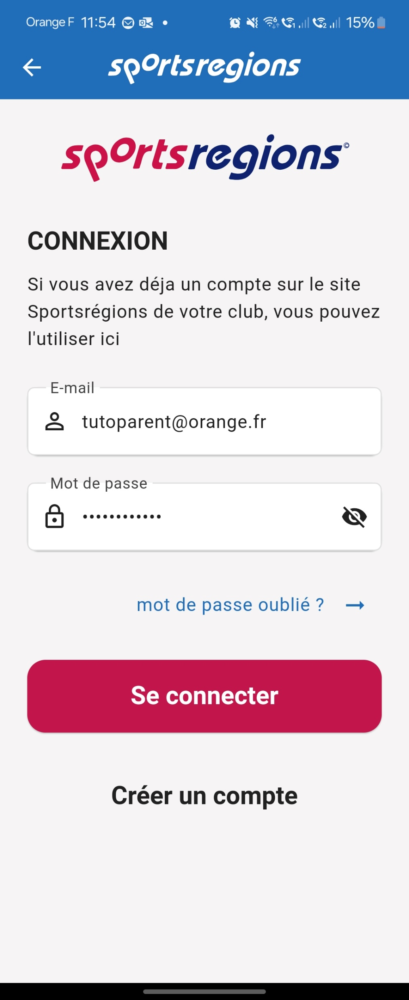 Orange F 11:54 15%
sportsregions
sportsregions©
CONNEXION
Si vous avez déja un compte sur le site
Sportsrégions de votre club, vous pouvez
l'utiliser ici
E-mail
tutoparent@orange.fr
Mot de passe
••••••••••••
mot de passe oublié ? →
Se connecter
Créer un compte